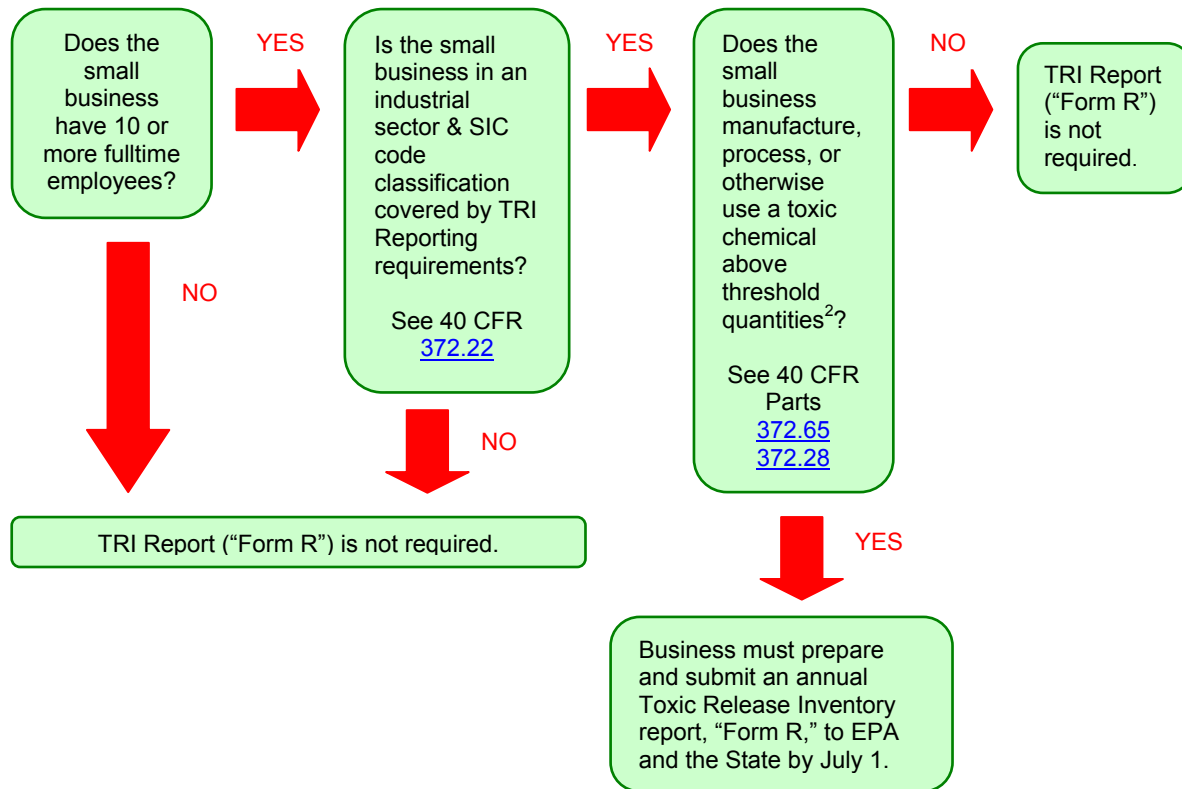 Does the
small
business
have 10 or
more fulltime
employees?
YES
Is the small
business in an
industrial
sector & SIC
code
classification
covered by TRI
Reporting
requirements?
See 40 CFR
372.22
YES
Does the
small
business
manufacture,
process, or
otherwise
use a toxic
chemical
above
threshold
quantities²?
See 40 CFR
Parts
372.65
372.28
NO
TRI Report
(“Form R”)
is not
required.
NO
NO
TRI Report (“Form R”) is not required.
YES
Business must prepare
and submit an annual
Toxic Release Inventory
report, “Form R,” to EPA
and the State by July 1.